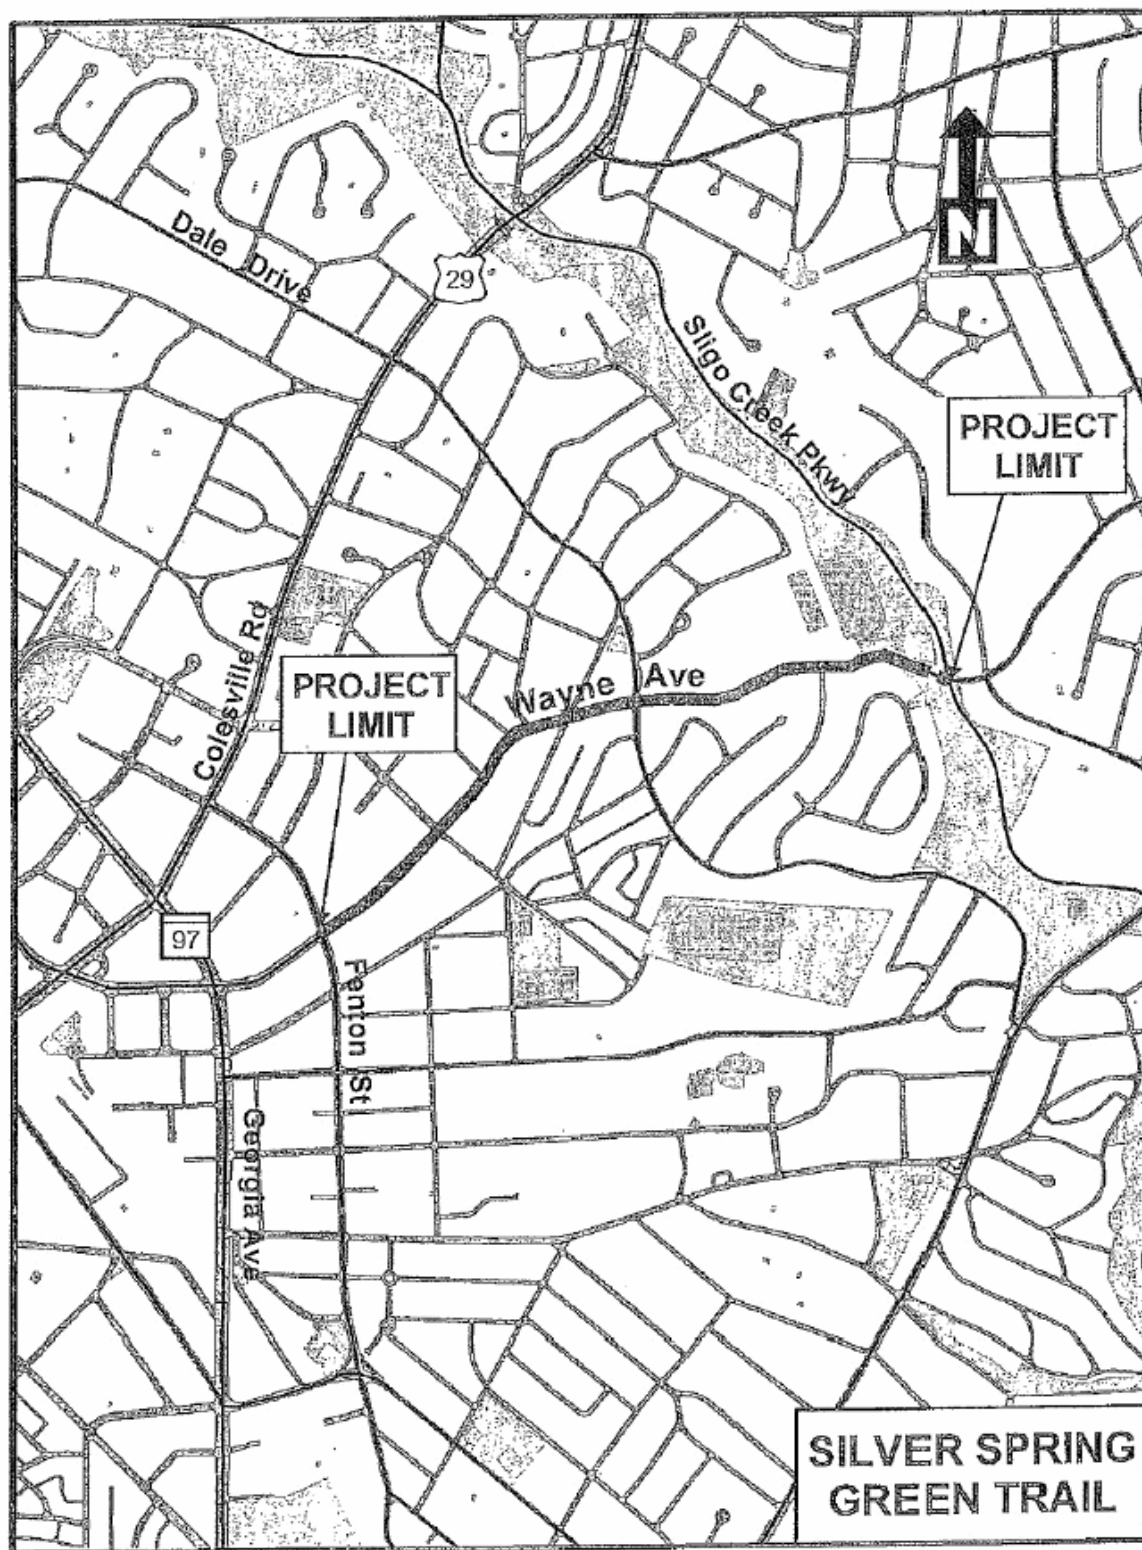 Dale Drive
29
N
Sligo Creek Pkwy
PROJECT
LIMIT
Colesville Rd
PROJECT
LIMIT
Wayne Ave
97
Fenton St
Georgia Ave
SILVER SPRING
GREEN TRAIL